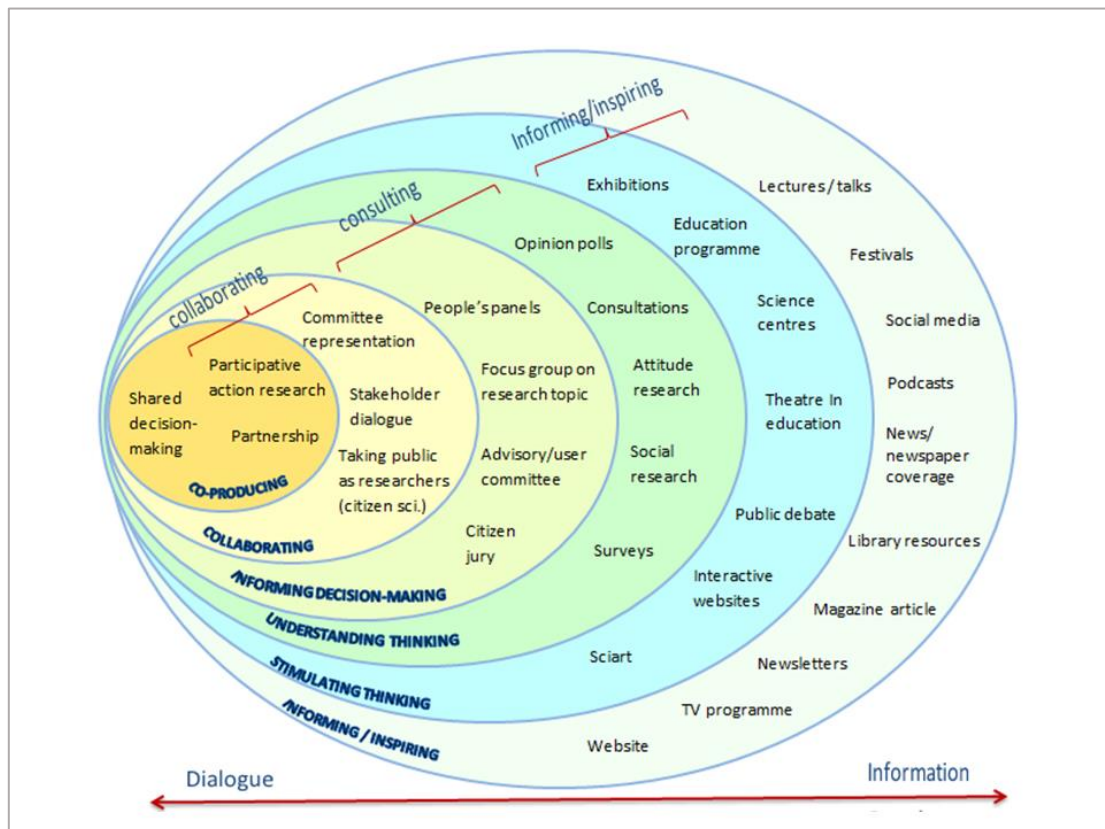 Informing/inspiring
consulting
collaborating
Exhibitions
Lectures / talks
Education
programme
Opinion polls
Festivals
People's panels
Consultations
Science
centres
Social media
Committee
representation
Participative
action research
Focus group on
research topic
Attitude
research
Podcasts
Shared
decision-
making
Stakeholder
dialogue
Theatre In
education
Partnership
News/
newspaper
coverage
Taking public
as researchers
(citizen sci.)
Advisory/user
committee
Social
research
CO-PRODUCING
Public debate
COLLABORATING
Citizen
jury
Surveys
Library resources
INFORMING DECISION-MAKING
Interactive
websites
Magazine article
UNDERSTANDING THINKING
Sciart
Newsletters
STIMULATING THINKING
TV programme
INFORMING / INSPIRING
Website
Dialogue
Information